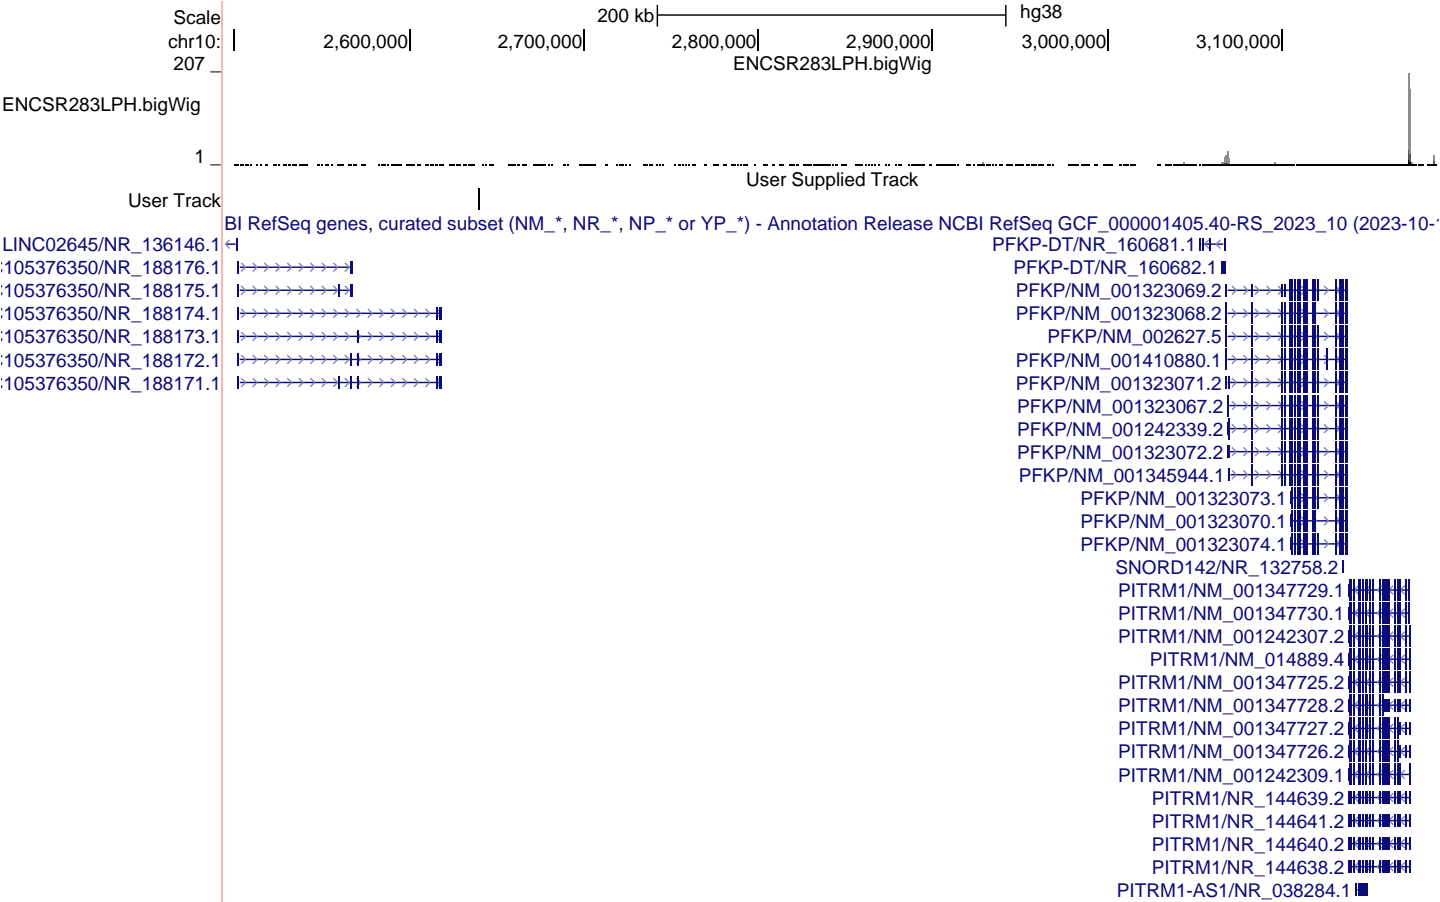 Scale 200 kb hg38
chr10: 2,600,000 2,700,000 2,800,000 2,900,000 3,000,000 3,100,000
207 ENCSR283LPH.bigWig
ENCSR283LPH.bigWig
1
User Supplied Track
User Track
BI RefSeq genes, curated subset (NM_*, NR_*, NP_* or YP_*) - Annotation Release NCBI RefSeq GCF_000001405.40-RS_2023_10 (2023-10-
LINC02645/NR_136146.1 PFKP-DT/NR_160681.1
105376350/NR_188176.1 PFKP-DT/NR_160682.1
105376350/NR_188175.1 PFKP/NM_001323069.2
105376350/NR_188174.1 PFKP/NM_001323068.2
105376350/NR_188173.1 PFKP/NM_002627.5
105376350/NR_188172.1 PFKP/NM_001410880.1
105376350/NR_188171.1 PFKP/NM_001323071.2
PFKP/NM_001323067.2
PFKP/NM_001242339.2
PFKP/NM_001323072.2
PFKP/NM_001345944.1
PFKP/NM_001323073.1
PFKP/NM_001323070.1
PFKP/NM_001323074.1
SNORD142/NR_132758.2
PITRM1/NM_001347729.1
PITRM1/NM_001347730.1
PITRM1/NM_001242307.2
PITRM1/NM_014889.4
PITRM1/NM_001347725.2
PITRM1/NM_001347728.2
PITRM1/NM_001347727.2
PITRM1/NM_001347726.2
PITRM1/NM_001242309.1
PITRM1/NR_144639.2
PITRM1/NR_144641.2
PITRM1/NR_144640.2
PITRM1/NR_144638.2
PITRM1-AS1/NR_038284.1